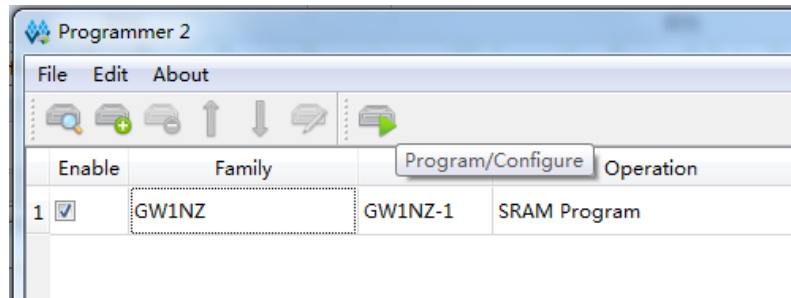 Programmer 2
File Edit About
Program/Configure
Enable Family Operation
1 GW1NZ GW1NZ-1 SRAM Program